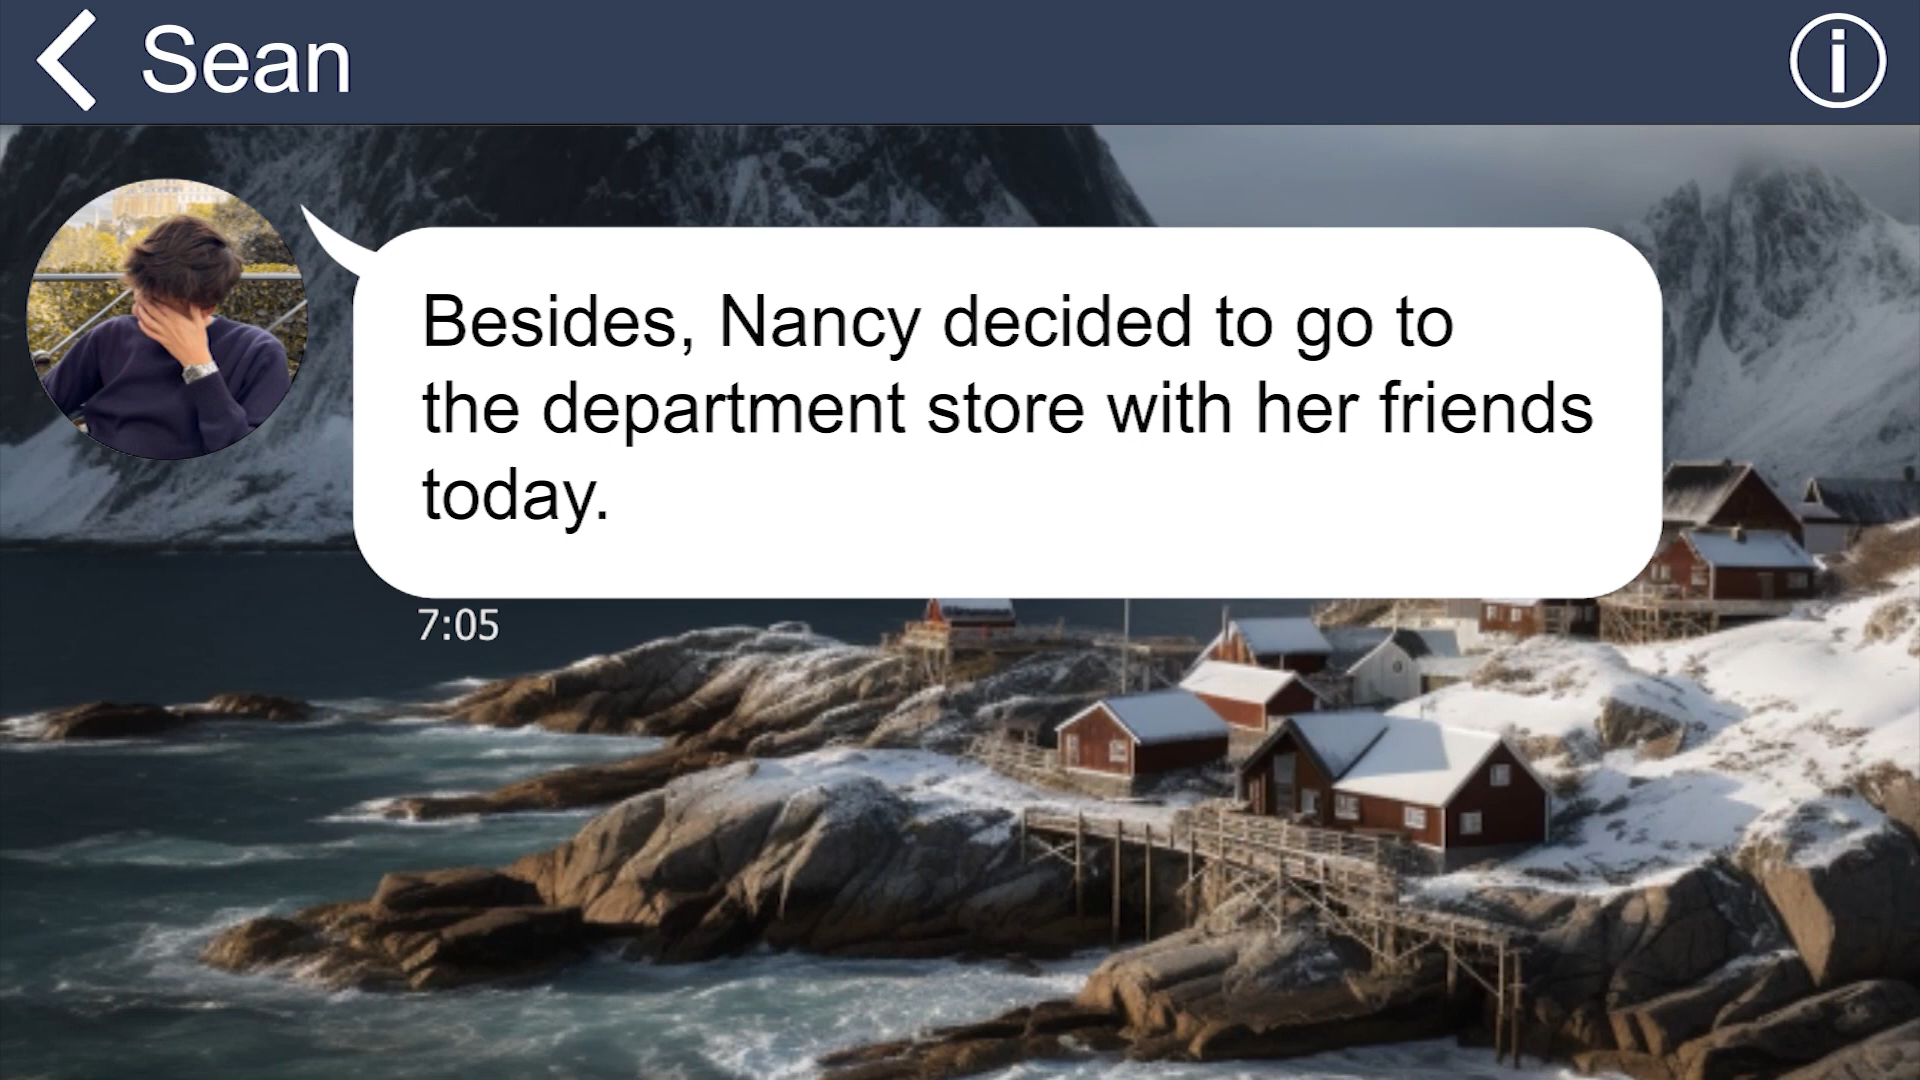 Sean
Besides, Nancy decided to go to
the department store with her friends
today.
7:05